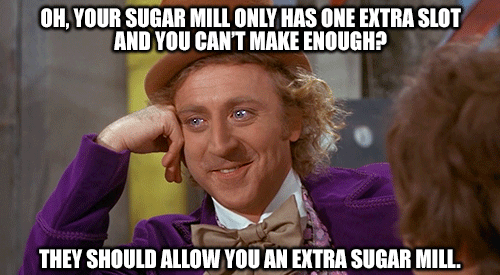 OH, YOUR SUGAR MILL ONLY HAS ONE EXTRA SLOT
AND YOU CAN'T MAKE ENOUGH?
THEY SHOULD ALLOW YOU AN EXTRA SUGAR MILL.